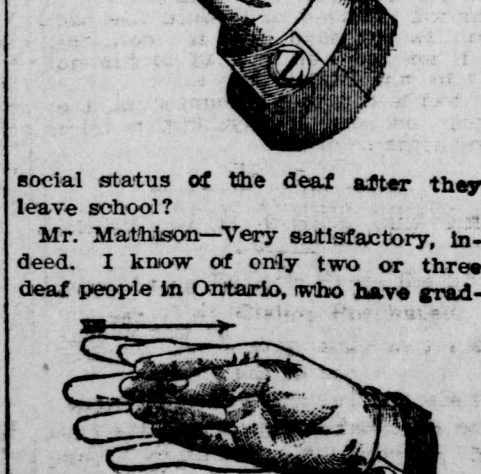 Z
social status of the deaf after they
leave school?
Mr. Mathison—Very satisfactory, in-
deed. I know of only two or three
deaf people in Ontario, who have grad-